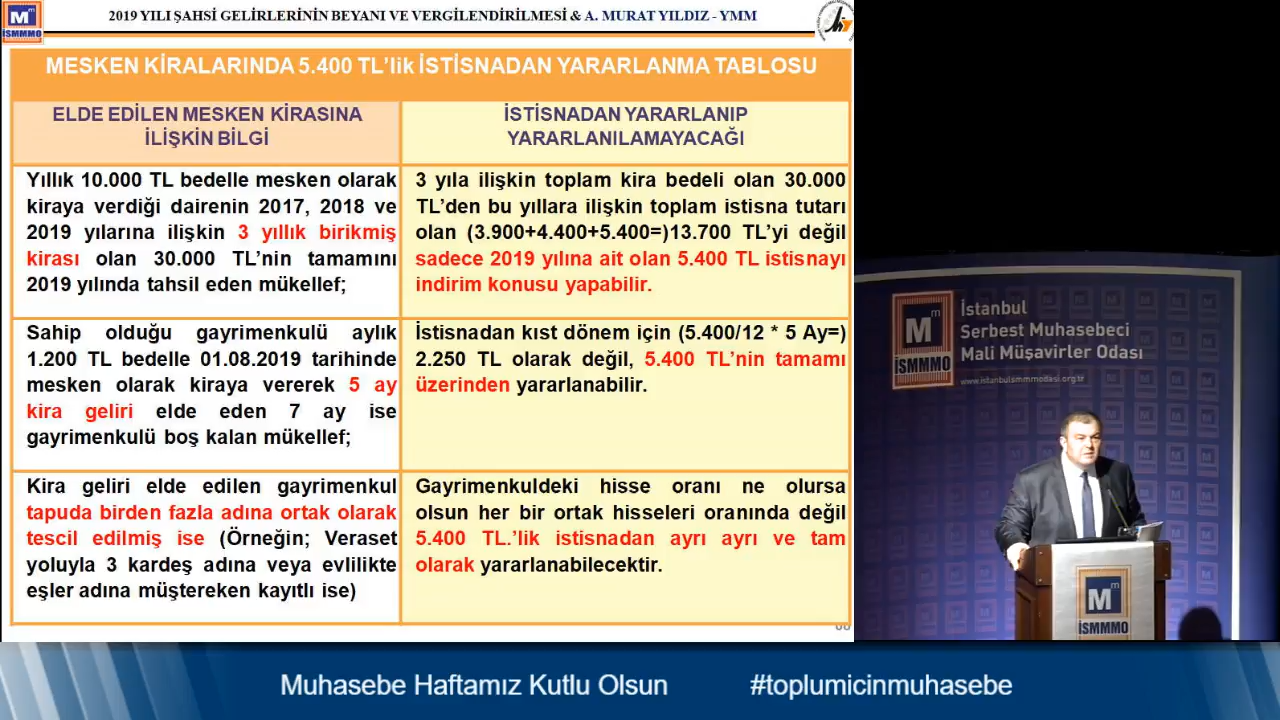 2019 YILI ŞAHSİ GELİRLERİNİN BEYANI VE VERGİLENDİRİLMESİ & A. MURAT YILDIZ - YMM
İSMMMO
MESKEN KİRALARINDA 5.400 TL'lik İSTİSNADAN YARARLANMA TABLOSU
ELDE EDİLEN MESKEN KİRASINA
İLİŞKİN BİLGİ
İSTİSNADAN YARARLANIP
YARARLANILAMAYACAĞI
Yıllık 10.000 TL bedelle mesken olarak
kiraya verdiği dairenin 2017, 2018 ve
2019 yılarına ilişkin 3 yıllık birikmiş
kirası olan 30.000 TL'nin tamamını
2019 yılında tahsil eden mükellef;
3 yıla ilişkin toplam kira bedeli olan 30.000
TL'den bu yıllara ilişkin toplam istisna tutarı
olan (3.900+4.400+5.400=)13.700 TL'yi değil
sadece 2019 yılına ait olan 5.400 TL istisnayı
indirim konusu yapabilir.
Sahip olduğu gayrimenkulü aylık
1.200 TL bedelle 01.08.2019 tarihinde
mesken olarak kiraya vererek 5 ay
kira geliri elde eden 7 ay ise
gayrimenkulü boş kalan mükellef;
İstisnadan kıst dönem için (5.400/12 * 5 Ay=)
2.250 TL olarak değil, 5.400 TL'nin tamamı
üzerinden yararlanabilir.
Kira geliri elde edilen gayrimenkul
tapuda birden fazla adına ortak olarak
tescil edilmiş ise (Örneğin; Veraset
yoluyla 3 kardeş adına veya evlilikte
eşler adına müştereken kayıtlı ise)
Gayrimenkuldeki hisse oranı ne olursa
olsun her bir ortak hisseleri oranında değil
5.400 TL.'lik istisnadan ayrı ayrı ve tam
olarak yararlanabilecektir.
Mm
İSMMMO
İstanbul
Serbest Muhasebeci
Mali Müşavirler Odası
www.istanbulsmmmodasi.org.tr
Mm
İSMMMO
Muhasebe Haftamız Kutlu Olsun
#toplumicinmuhasebe